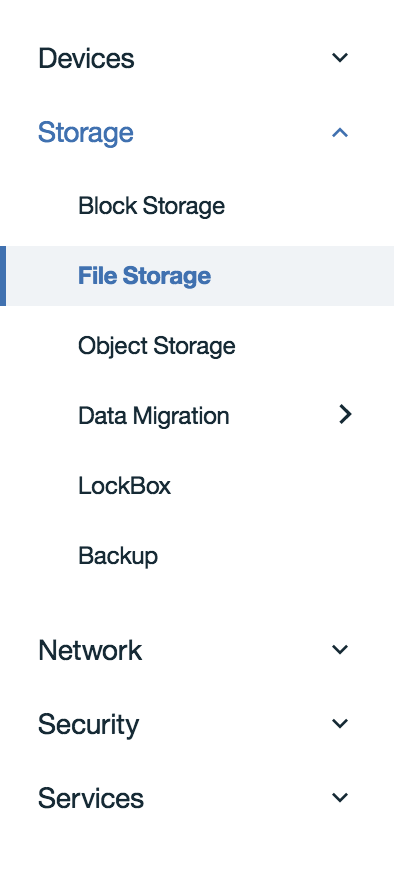 Devices
Storage
Block Storage
File Storage
Object Storage
Data Migration
LockBox
Backup
Network
Security
Services